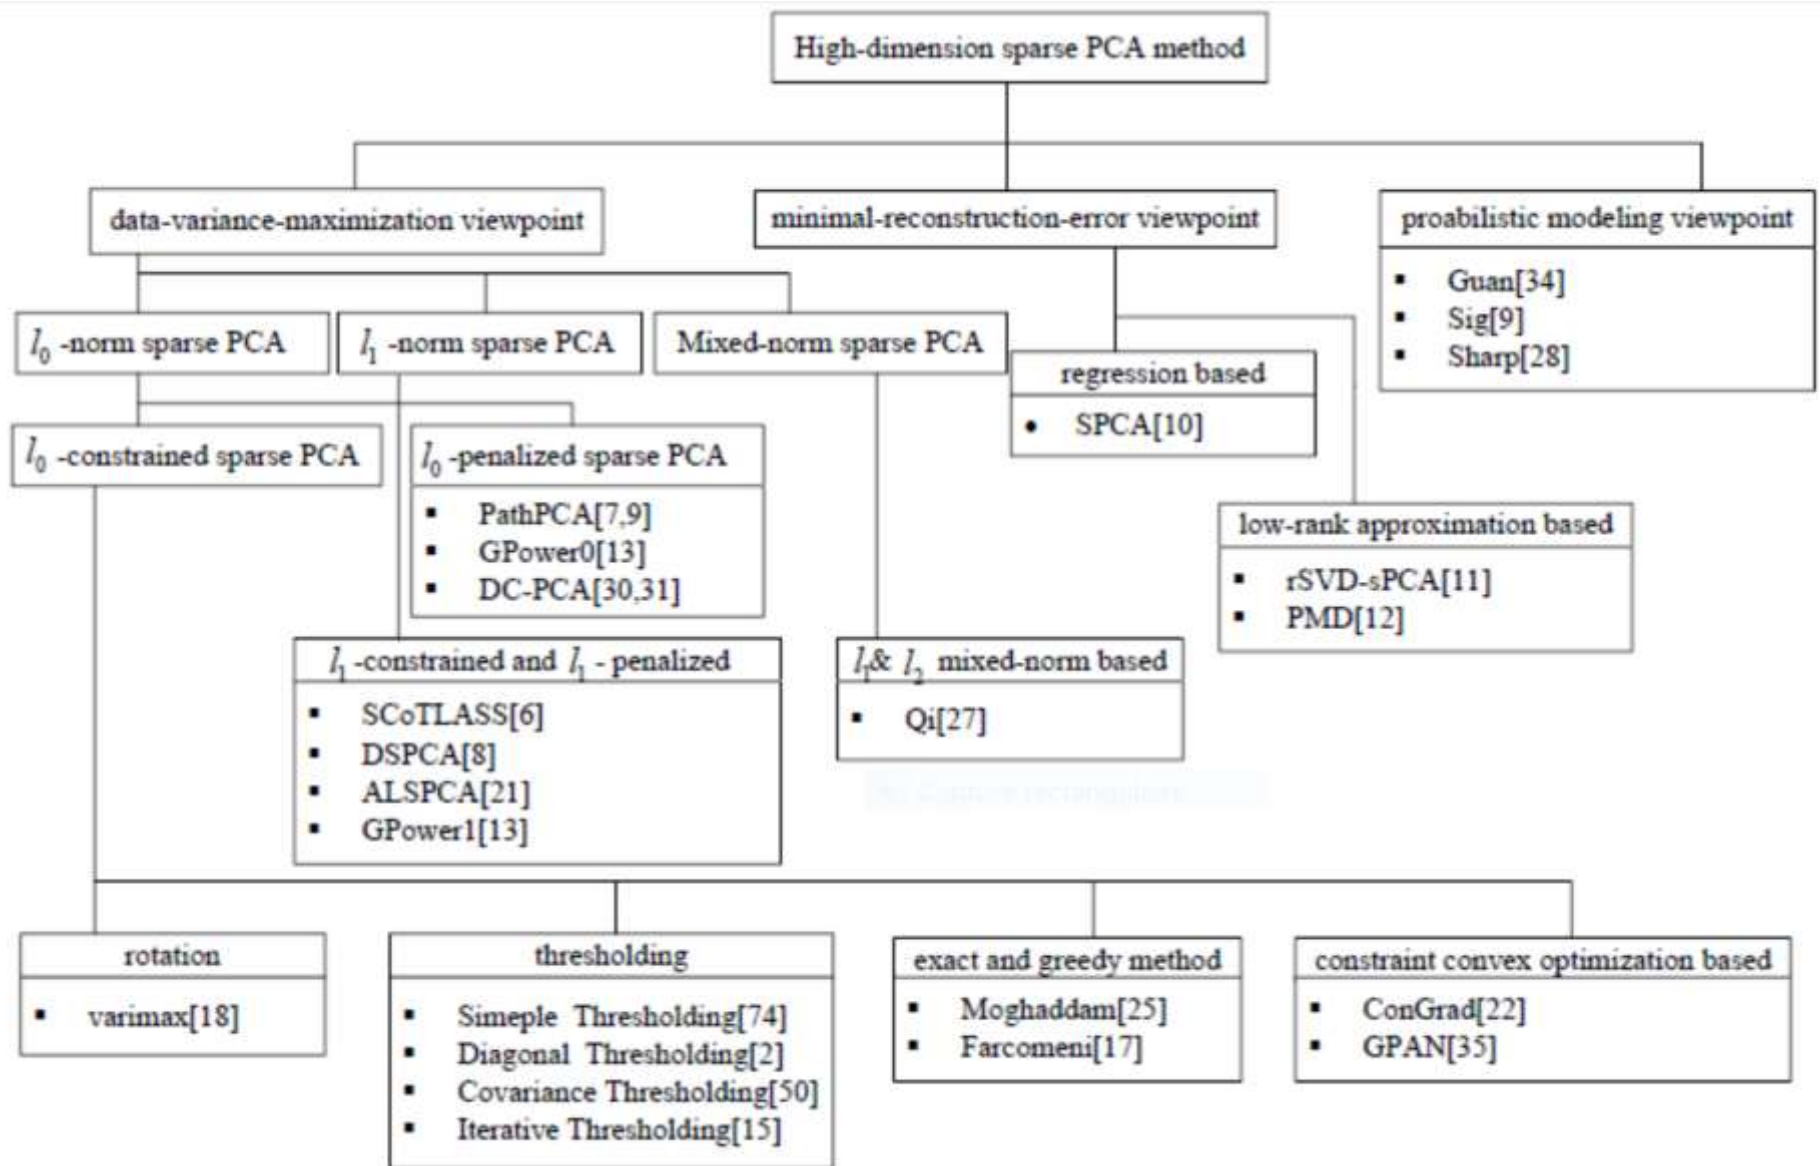 High-dimension sparse PCA method
data-variance-maximization viewpoint
minimal-reconstruction-error viewpoint
proabilistic modeling viewpoint
▪ Guan[34]
▪ Sig[9]
▪ Sharp[28]
l₀ -norm sparse PCA
l₁ -norm sparse PCA
Mixed-norm sparse PCA
regression based
• SPCA[10]
l₀ -constrained sparse PCA
l₀ -penalized sparse PCA
▪ PathPCA[7,9]
▪ GPower0[13]
▪ DC-PCA[30,31]
low-rank approximation based
▪ rSVD-sPCA[11]
▪ PMD[12]
l₁ -constrained and l₁ - penalized
▪ SCoTLASS[6]
▪ DSPCA[8]
▪ ALSPCA[21]
▪ GPower1[13]
l₁& l₂ mixed-norm based
▪ Qi[27]
rotation
▪ varimax[18]
thresholding
▪ Simeple Thresholding[74]
▪ Diagonal Thresholding[2]
▪ Covariance Thresholding[50]
▪ Iterative Thresholding[15]
exact and greedy method
▪ Moghaddam[25]
▪ Farcomeni[17]
constraint convex optimization based
▪ ConGrad[22]
▪ GPAN[35]